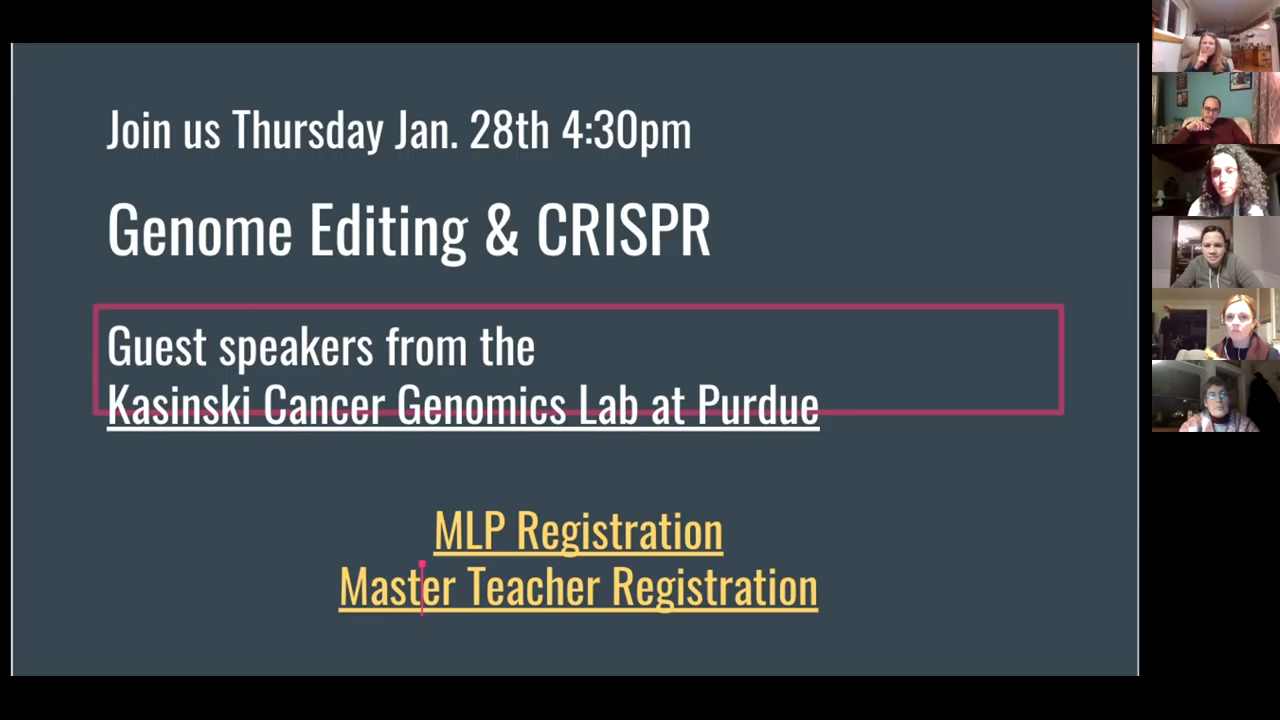 Join us Thursday Jan. 28th 4:30pm
Genome Editing & CRISPR
Guest speakers from the
Kasinski Cancer Genomics Lab at Purdue
MLP Registration
Master Teacher Registration